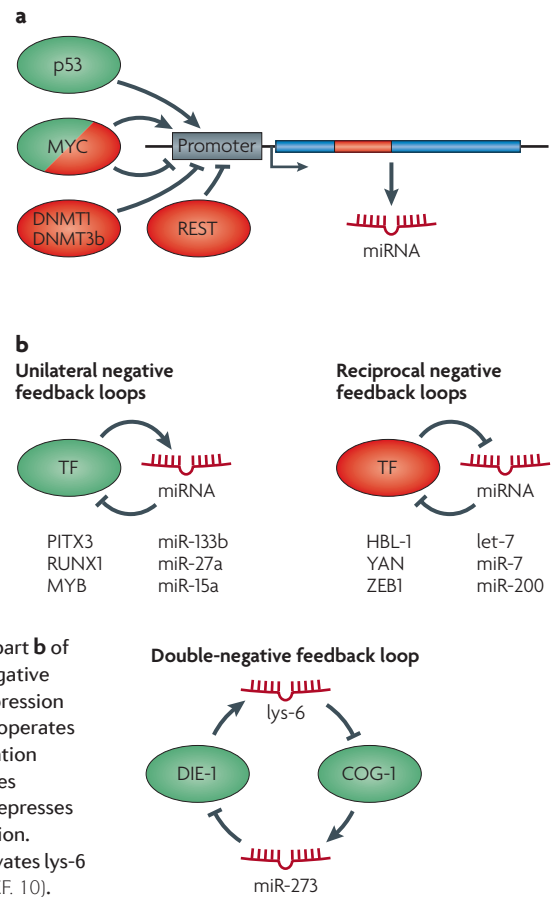 a
p53
MYC
Promoter
DNMT1
DNMT3b
REST
miRNA
b
Unilateral negative
feedback loops
TF
miRNA
PITX3 miR-133b
RUNX1 miR-27a
MYB miR-15a
Reciprocal negative
feedback loops
TF
miRNA
HBL-1 let-7
YAN miR-7
ZEB1 miR-200
part b of
gative
pression
operates
ation
es
epresses
ion.
vates lys-6
F. 10).
Double-negative feedback loop
lys-6
DIE-1
COG-1
miR-273